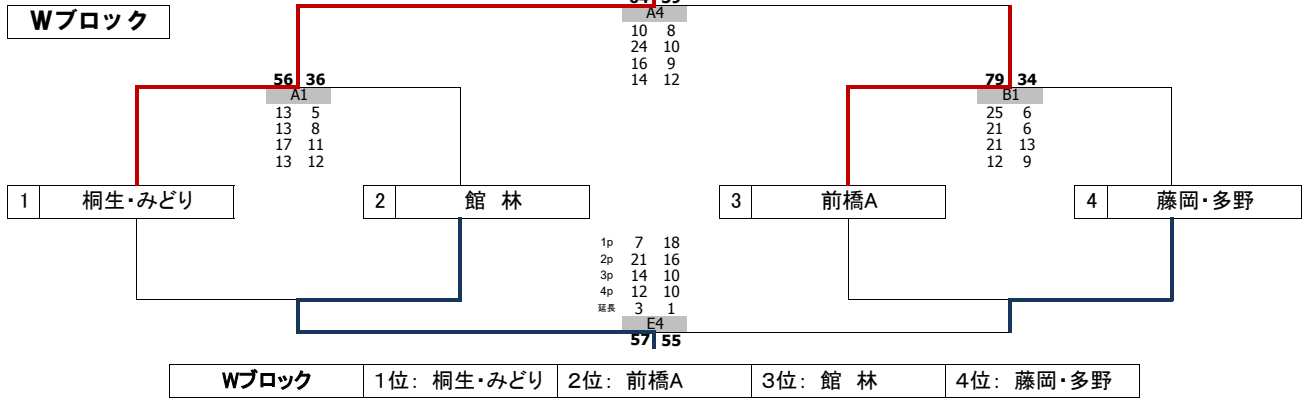 64 39
Wブロック
A4
10 8
24 10
16 9
14 12
56 36
A1
13 5
13 8
17 11
13 12
79 34
B1
25 6
21 6
21 13
12 9
1 桐生・みどり
2 館 林
3 前橋A
4 藤岡・多野
1p 7 18
2p 21 16
3p 14 10
4p 12 10
延長 3 1
E4
57 55
Wブロック 1位: 桐生・みどり 2位: 前橋A 3位: 館 林 4位: 藤岡・多野